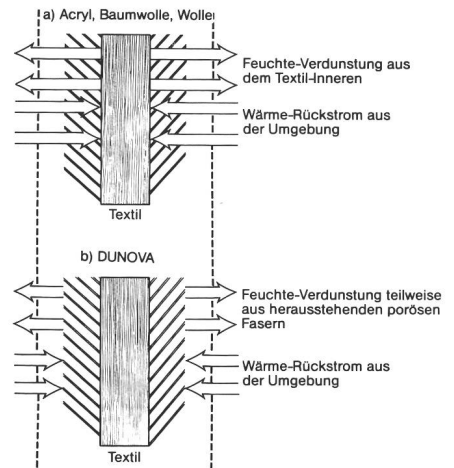 a) Acryl, Baumwolle, Wolle
Feuchte-Verdunstung aus
dem Textil-Inneren
Wärme-Rückstrom aus
der Umgebung
Textil
b) DUNOVA
Feuchte-Verdunstung teilweise
aus herausstehenden porösen
Fasern
Wärme-Rückstrom aus
der Umgebung
Textil